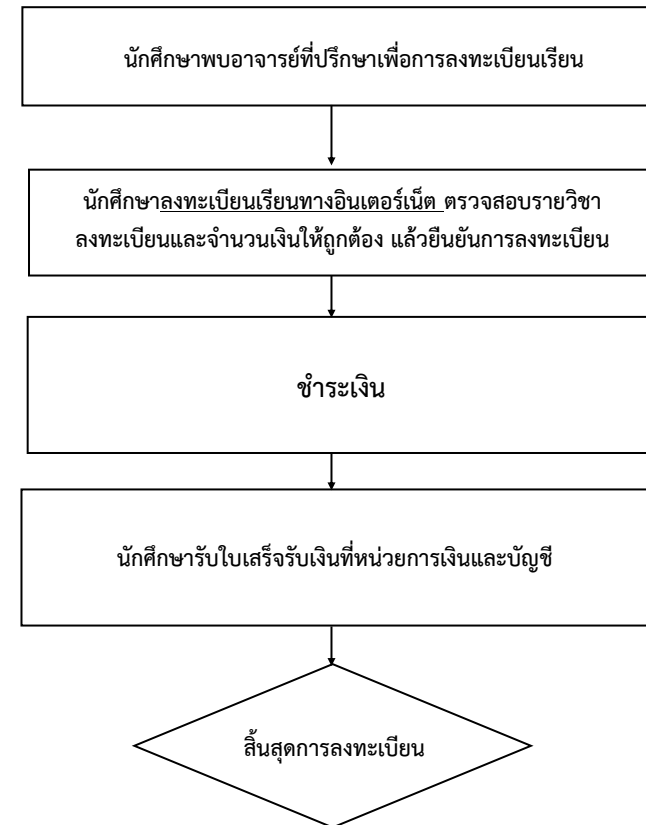 นักศึกษาพบอาจารย์ที่ปรึกษาเพื่อการลงทะเบียนเรียน
นักศึกษาลงทะเบียนเรียนทางอินเตอร์เน็ต ตรวจสอบรายวิชา
ลงทะเบียนและจำนวนเงินให้ถูกต้อง แล้วยืนยันการลงทะเบียน
ชำระเงิน
นักศึกษารับใบเสร็จรับเงินที่หน่วยการเงินและบัญชี
สิ้นสุดการลงทะเบียน